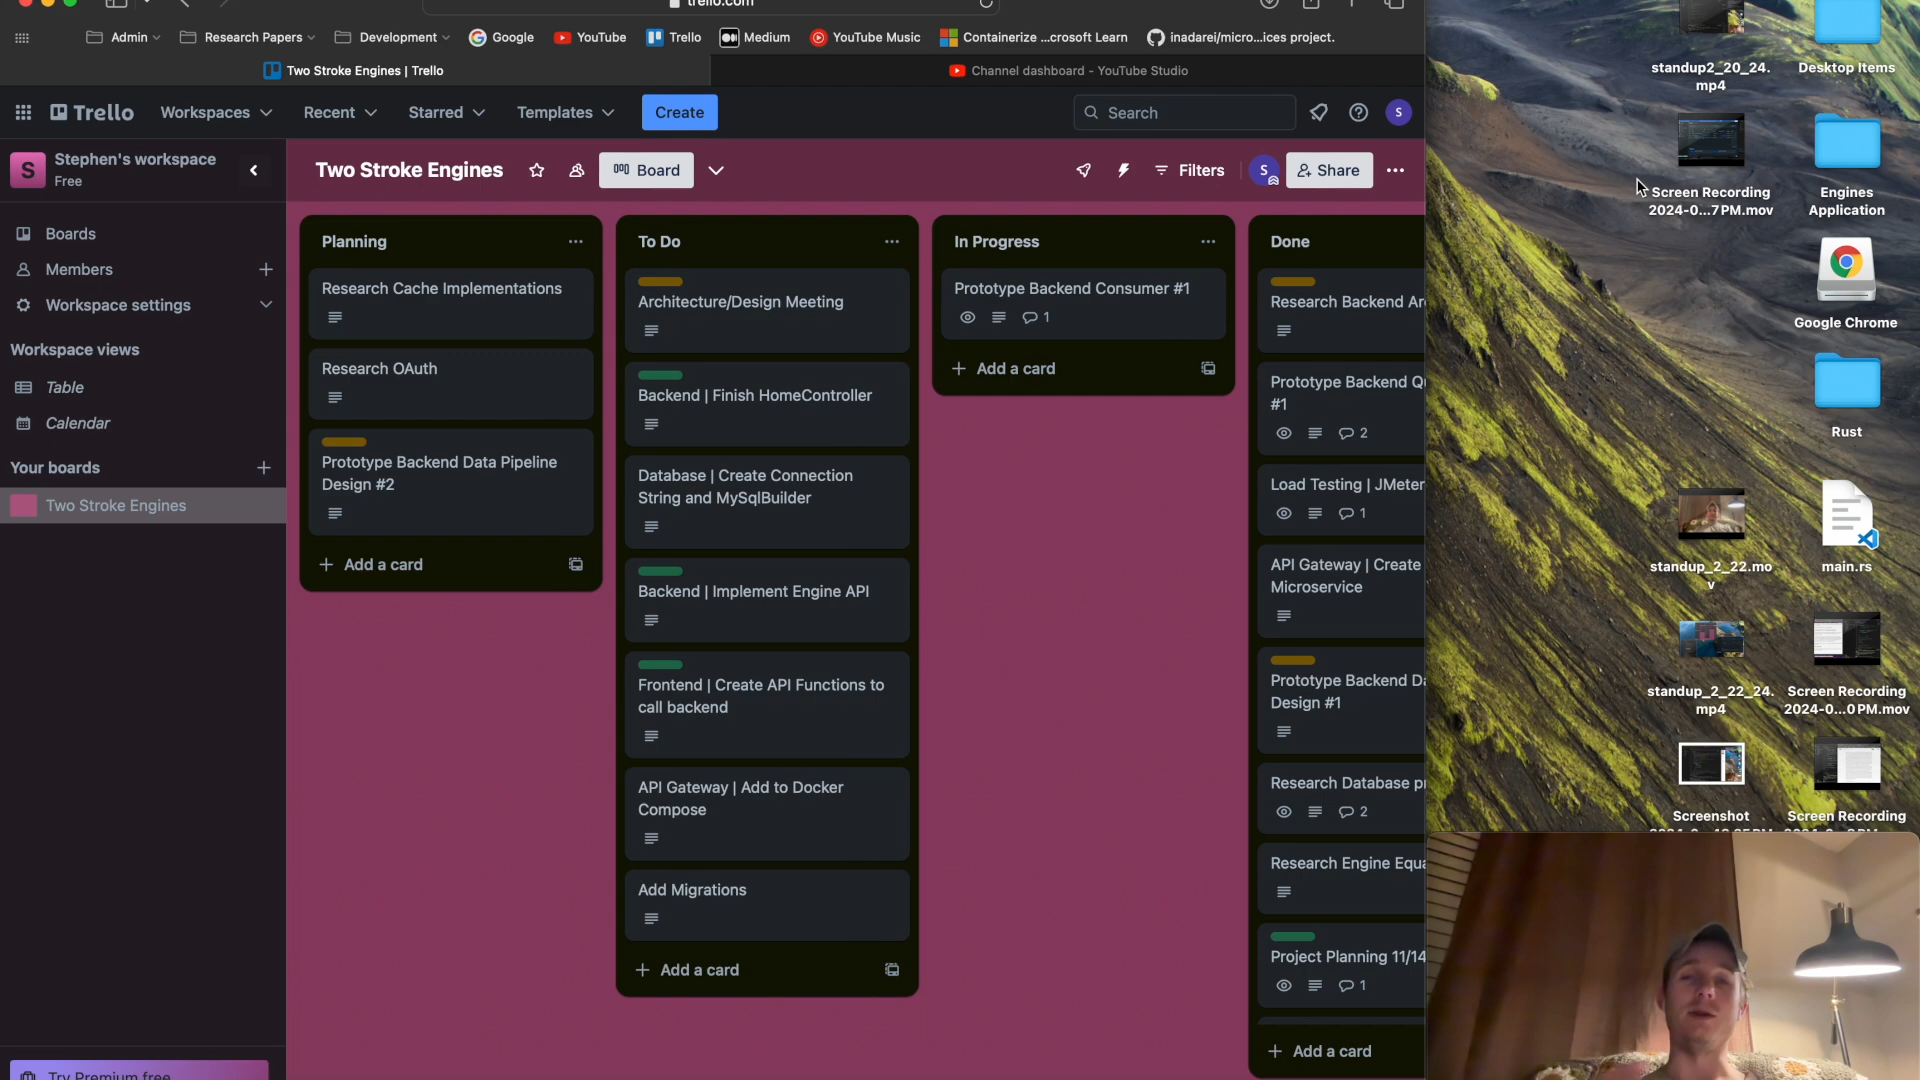 trello.com
Admin
Research Papers
Development
Google
YouTube
Trello
Medium
YouTube Music
Containerize ...crosoft Learn
inadarei/micro...ices project.
Two Stroke Engines | Trello
Channel dashboard - YouTube Studio
Trello
Workspaces
Recent
Starred
Templates
Create
Search
S
S
Stephen's workspace
Free
Boards
Members
Workspace settings
Workspace views
Table
Calendar
Your boards
Two Stroke Engines
Try Premium free
Two Stroke Engines
Board
Filters
S
Share
Planning
Research Cache Implementations
Research OAuth
Prototype Backend Data Pipeline
Design #2
Add a card
To Do
Architecture/Design Meeting
Backend | Finish HomeController
Database | Create Connection
String and MySqlBuilder
Backend | Implement Engine API
Frontend | Create API Functions to
call backend
API Gateway | Add to Docker
Compose
Add Migrations
Add a card
In Progress
Prototype Backend Consumer #1
1
Add a card
Done
Research Backend Ar
Prototype Backend Q
#1
2
Load Testing | JMeter
1
API Gateway | Create
Microservice
Prototype Backend Da
Design #1
Research Database p
2
Research Engine Equa
Project Planning 11/14
1
Add a card
standup2_20_24.
mp4
Desktop Items
Screen Recording
2024-0...7 PM.mov
Engines
Application
Google Chrome
Rust
standup_2_22.mo
v
main.rs
standup_2_22_24.
mp4
Screen Recording
2024-0...0 PM.mov
Screenshot
Screen Recording